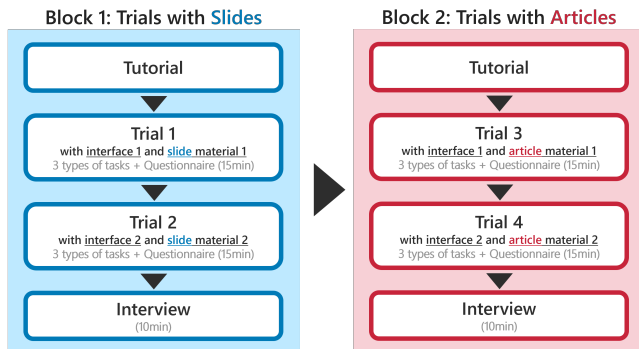 Block 1: Trials with Slides
Tutorial
Trial 1
with interface 1 and slide material 1
3 types of tasks + Questionnaire (15min)
Trial 2
with interface 2 and slide material 2
3 types of tasks + Questionnaire (15min)
Interview
(10min)
Block 2: Trials with Articles
Tutorial
Trial 3
with interface 1 and article material 1
3 types of tasks + Questionnaire (15min)
Trial 4
with interface 2 and article material 2
3 types of tasks + Questionnaire (15min)
Interview
(10min)